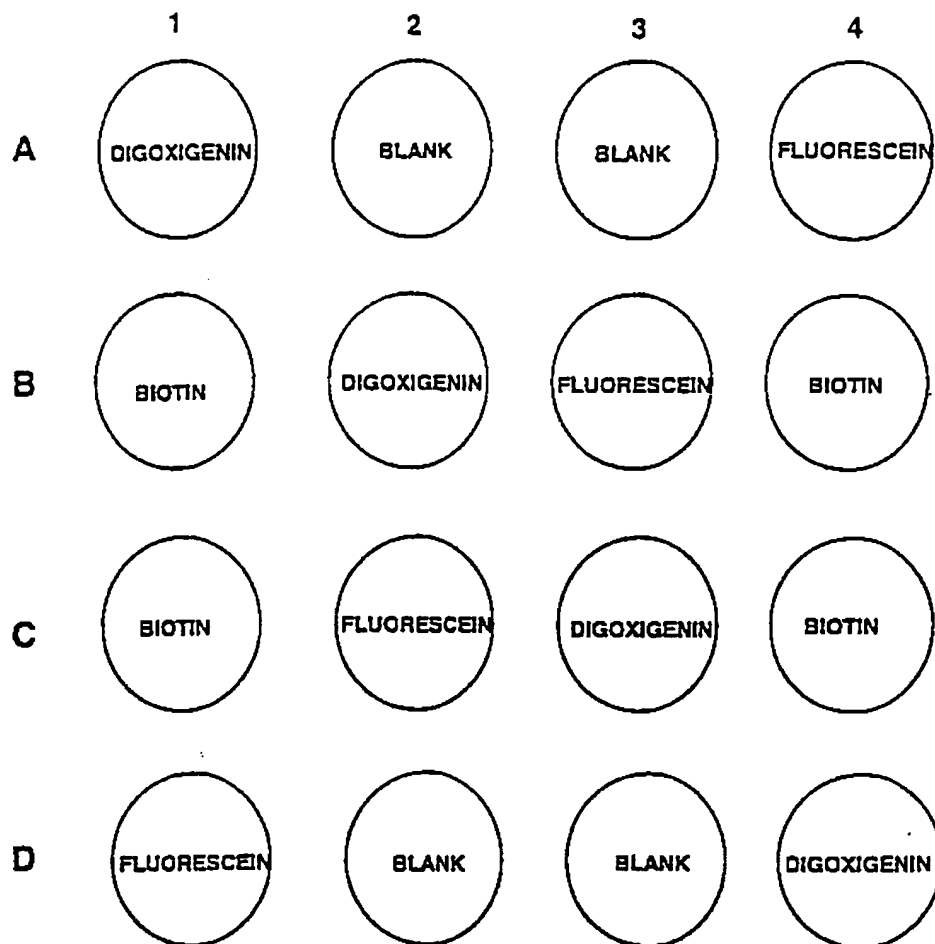 1 2 3 4
A DIGOXIGENIN BLANK BLANK FLUORESCEIN
B BIOTIN DIGOXIGENIN FLUORESCEIN BIOTIN
C BIOTIN FLUORESCEIN DIGOXIGENIN BIOTIN
D FLUORESCEIN BLANK BLANK DIGOXIGENIN